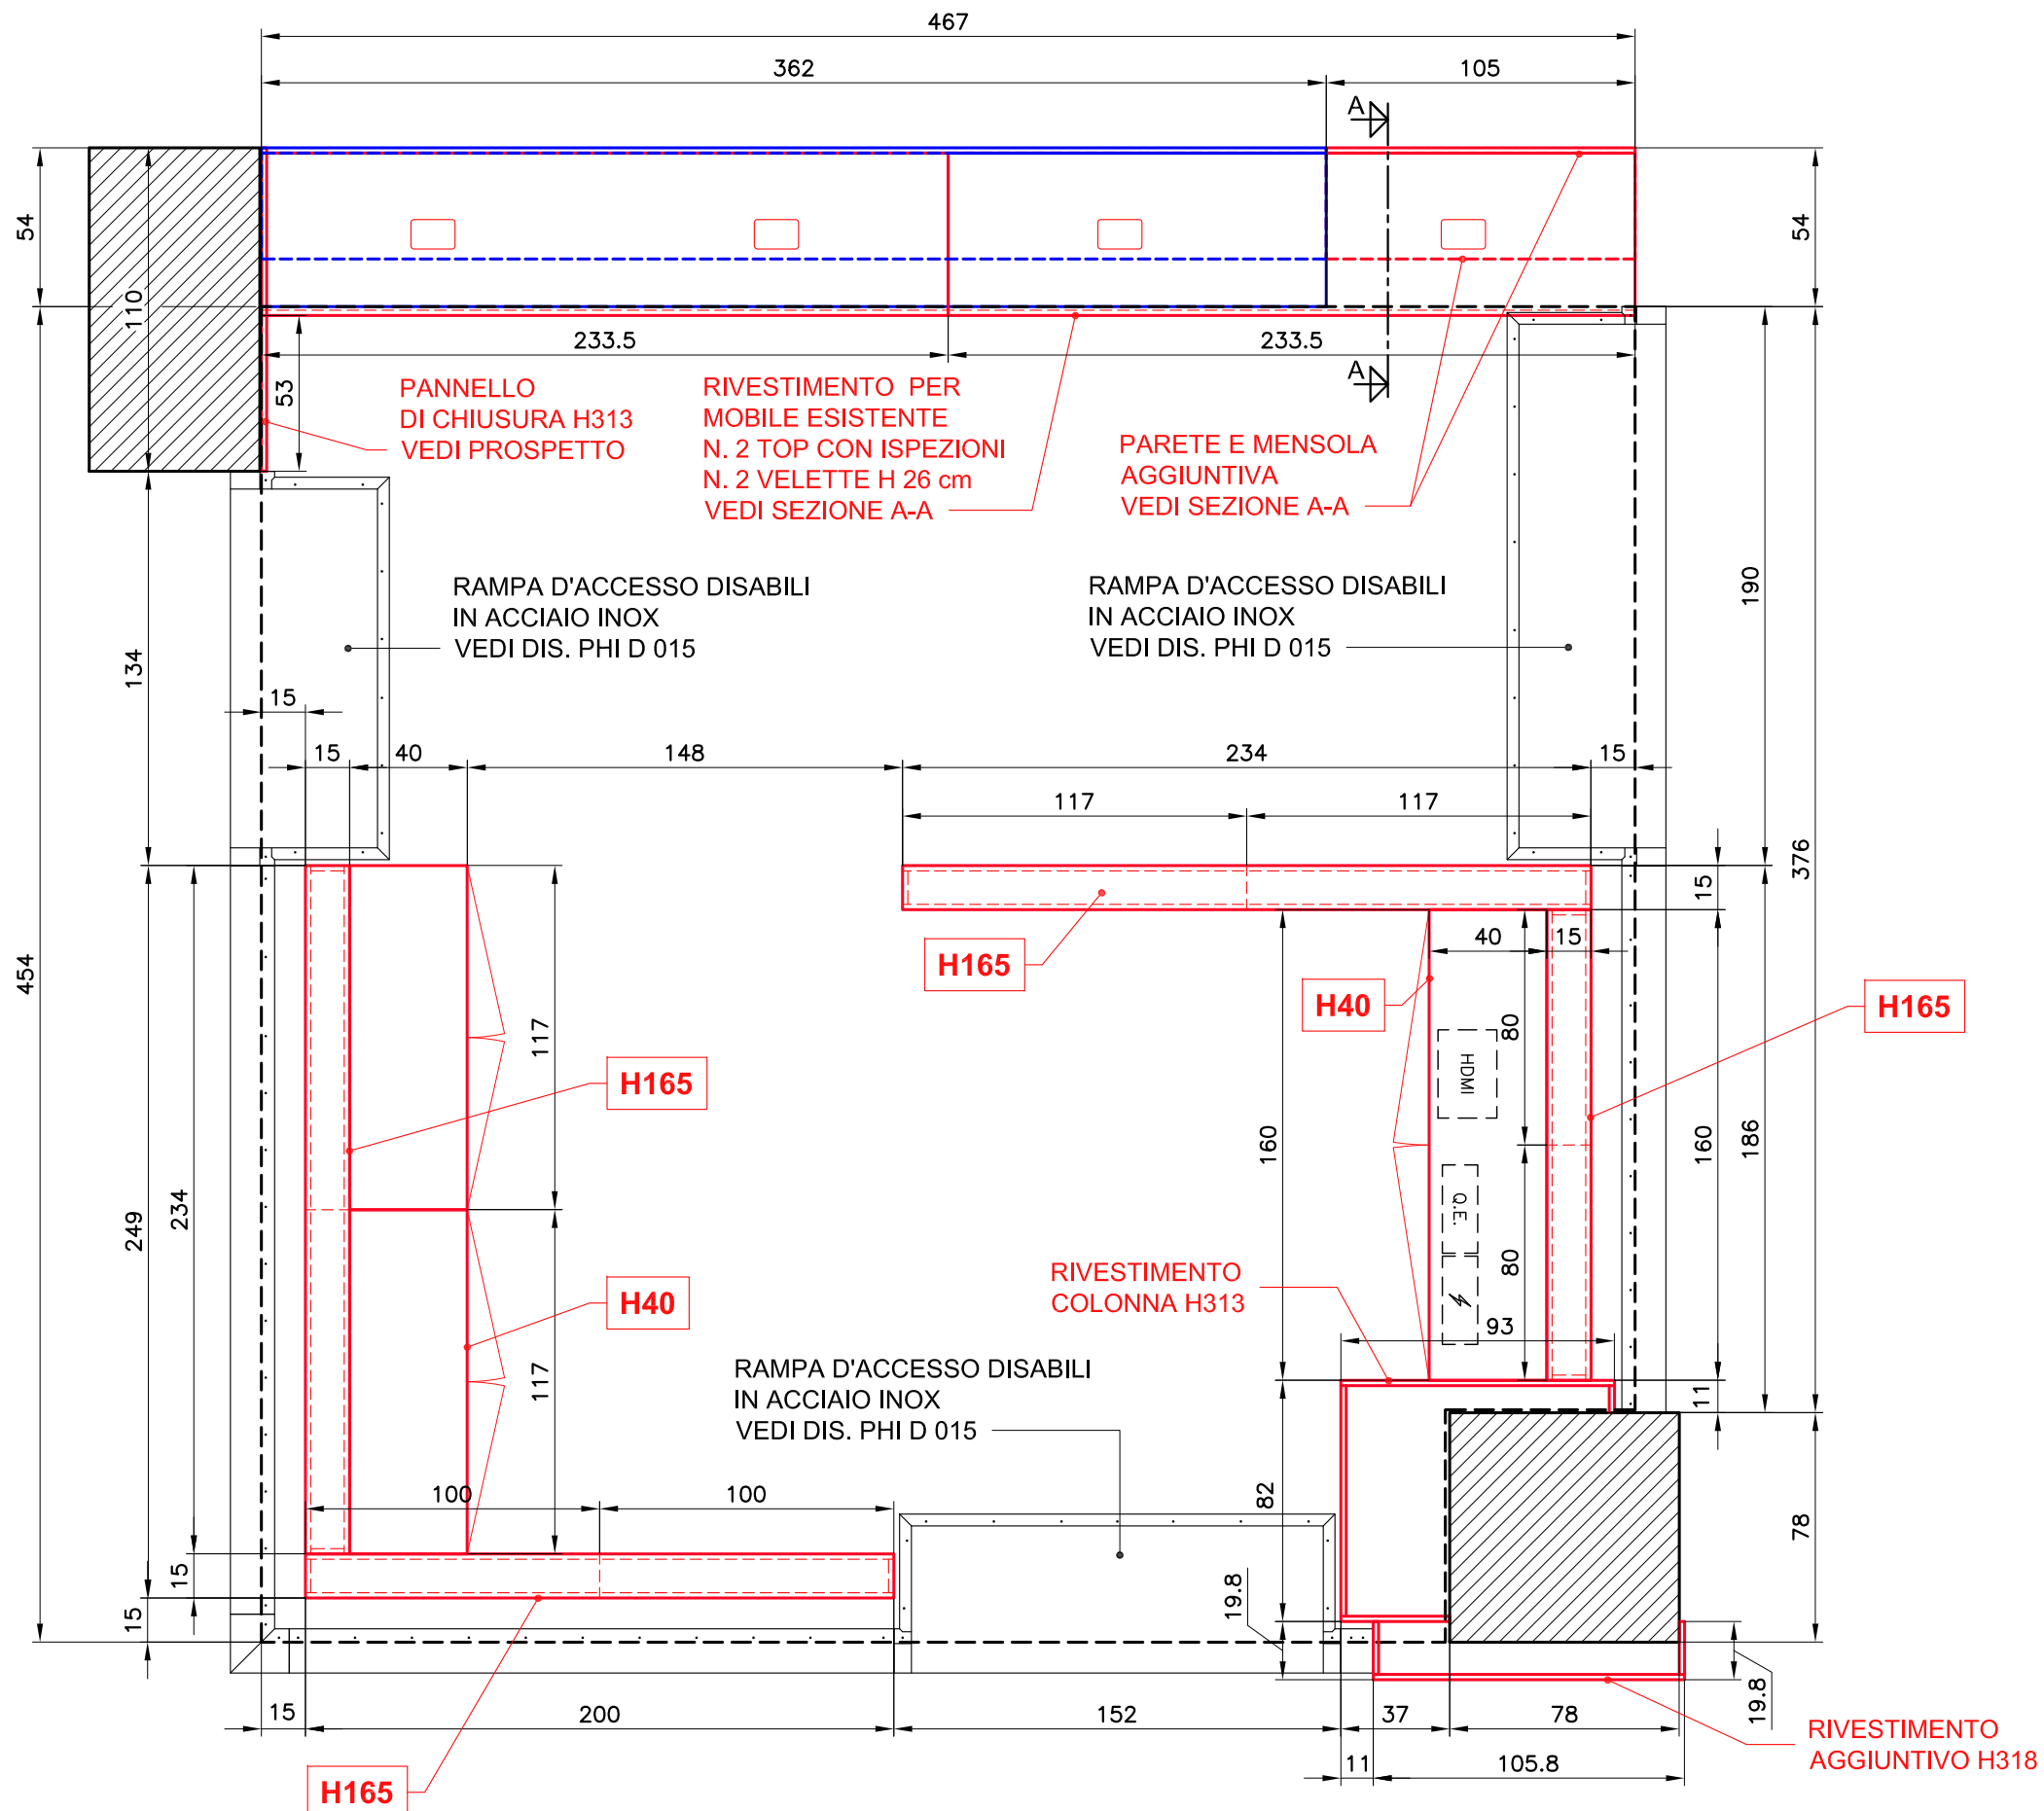 467
362
105
A
54
110
54
233.5
233.5
53
A
PANNELLO
DI CHIUSURA H313
VEDI PROSPETTO
RIVESTIMENTO PER
MOBILE ESISTENTE
N. 2 TOP CON ISPEZIONI
N. 2 VELETTE H 26 cm
VEDI SEZIONE A-A
PARETE E MENSOLA
AGGIUNTIVA
VEDI SEZIONE A-A
RAMPA D'ACCESSO DISABILI
IN ACCIAIO INOX
VEDI DIS. PHI D 015
RAMPA D'ACCESSO DISABILI
IN ACCIAIO INOX
VEDI DIS. PHI D 015
190
134
15
15
40
148
234
15
117
117
376
15
454
H165
40
15
H40
H165
80
HDMI
117
H165
160
160
186
Q.E.
249
234
80
RIVESTIMENTO
COLONNA H313
H40
93
117
RAMPA D'ACCESSO DISABILI
IN ACCIAIO INOX
VEDI DIS. PHI D 015
11
100
100
82
78
15
19.8
15
19.8
15
200
152
37
78
RIVESTIMENTO
AGGIUNTIVO H318
11
105.8
H165